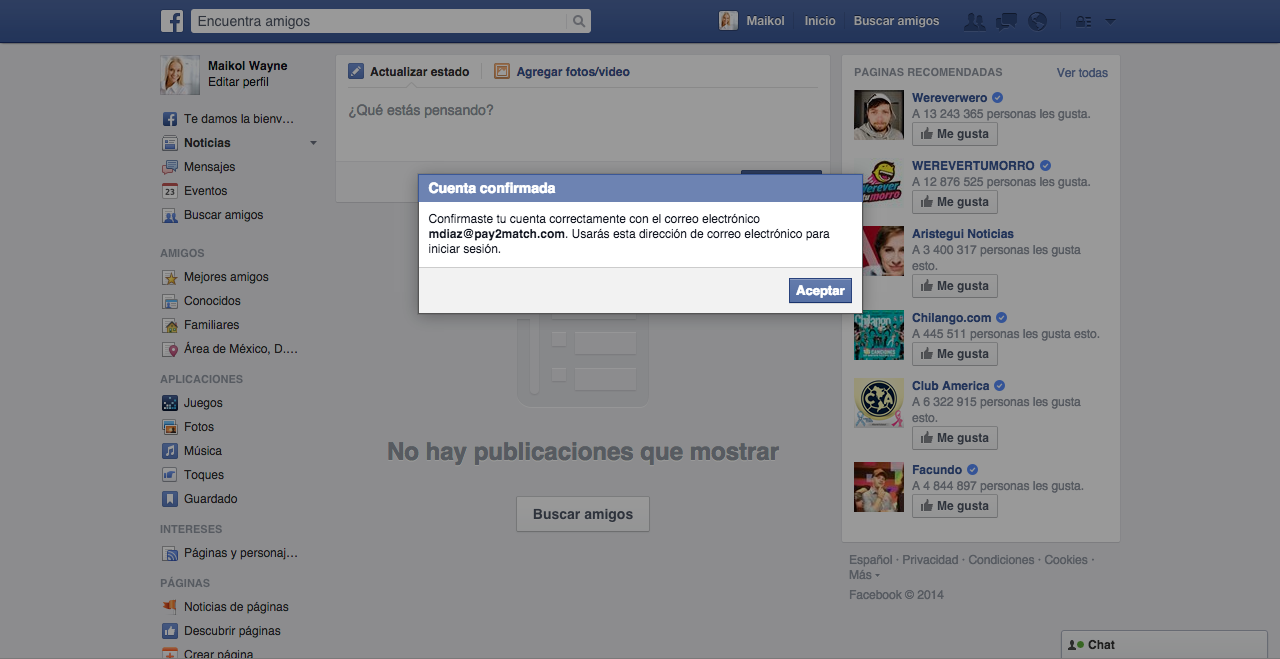 Encuentra amigos
Maikol
Inicio
Buscar amigos
Maikol Wayne
Editar perfil
Te damos la bienv...
Noticias
Mensajes
23
Eventos
Buscar amigos
AMIGOS
Mejores amigos
Conocidos
Familiares
Área de México, D....
APLICACIONES
Juegos
Fotos
Música
Toques
Guardado
INTERESES
Páginas y personaj...
PÁGINAS
Noticias de páginas
Descubrir páginas
Crear página
Actualizar estado
Agregar fotos/video
¿Qué estás pensando?
Cuenta confirmada
Confirmaste tu cuenta correctamente con el correo electrónico
mdiaz@pay2match.com. Usarás esta dirección de correo electrónico para
iniciar sesión.
Aceptar
No hay publicaciones que mostrar
Buscar amigos
PAGINAS RECOMENDADAS
Ver todas
Wereverwero
A 13 243 365 personas les gusta.
Me gusta
WEREVERTUMORRO
A 12 876 525 personas les gusta.
Me gusta
Aristegui Noticias
A 3 400 317 personas les gusta
esto.
Me gusta
Chilango
Chilango.com
A 445 511 personas les gusta esto.
Me gusta
Club America
A 6 322 915 personas les gusta
esto.
Me gusta
Facundo
A 4 844 897 personas les gusta.
Me gusta
Español · Privacidad · Condiciones · Cookies ·
Más
Facebook © 2014
Chat